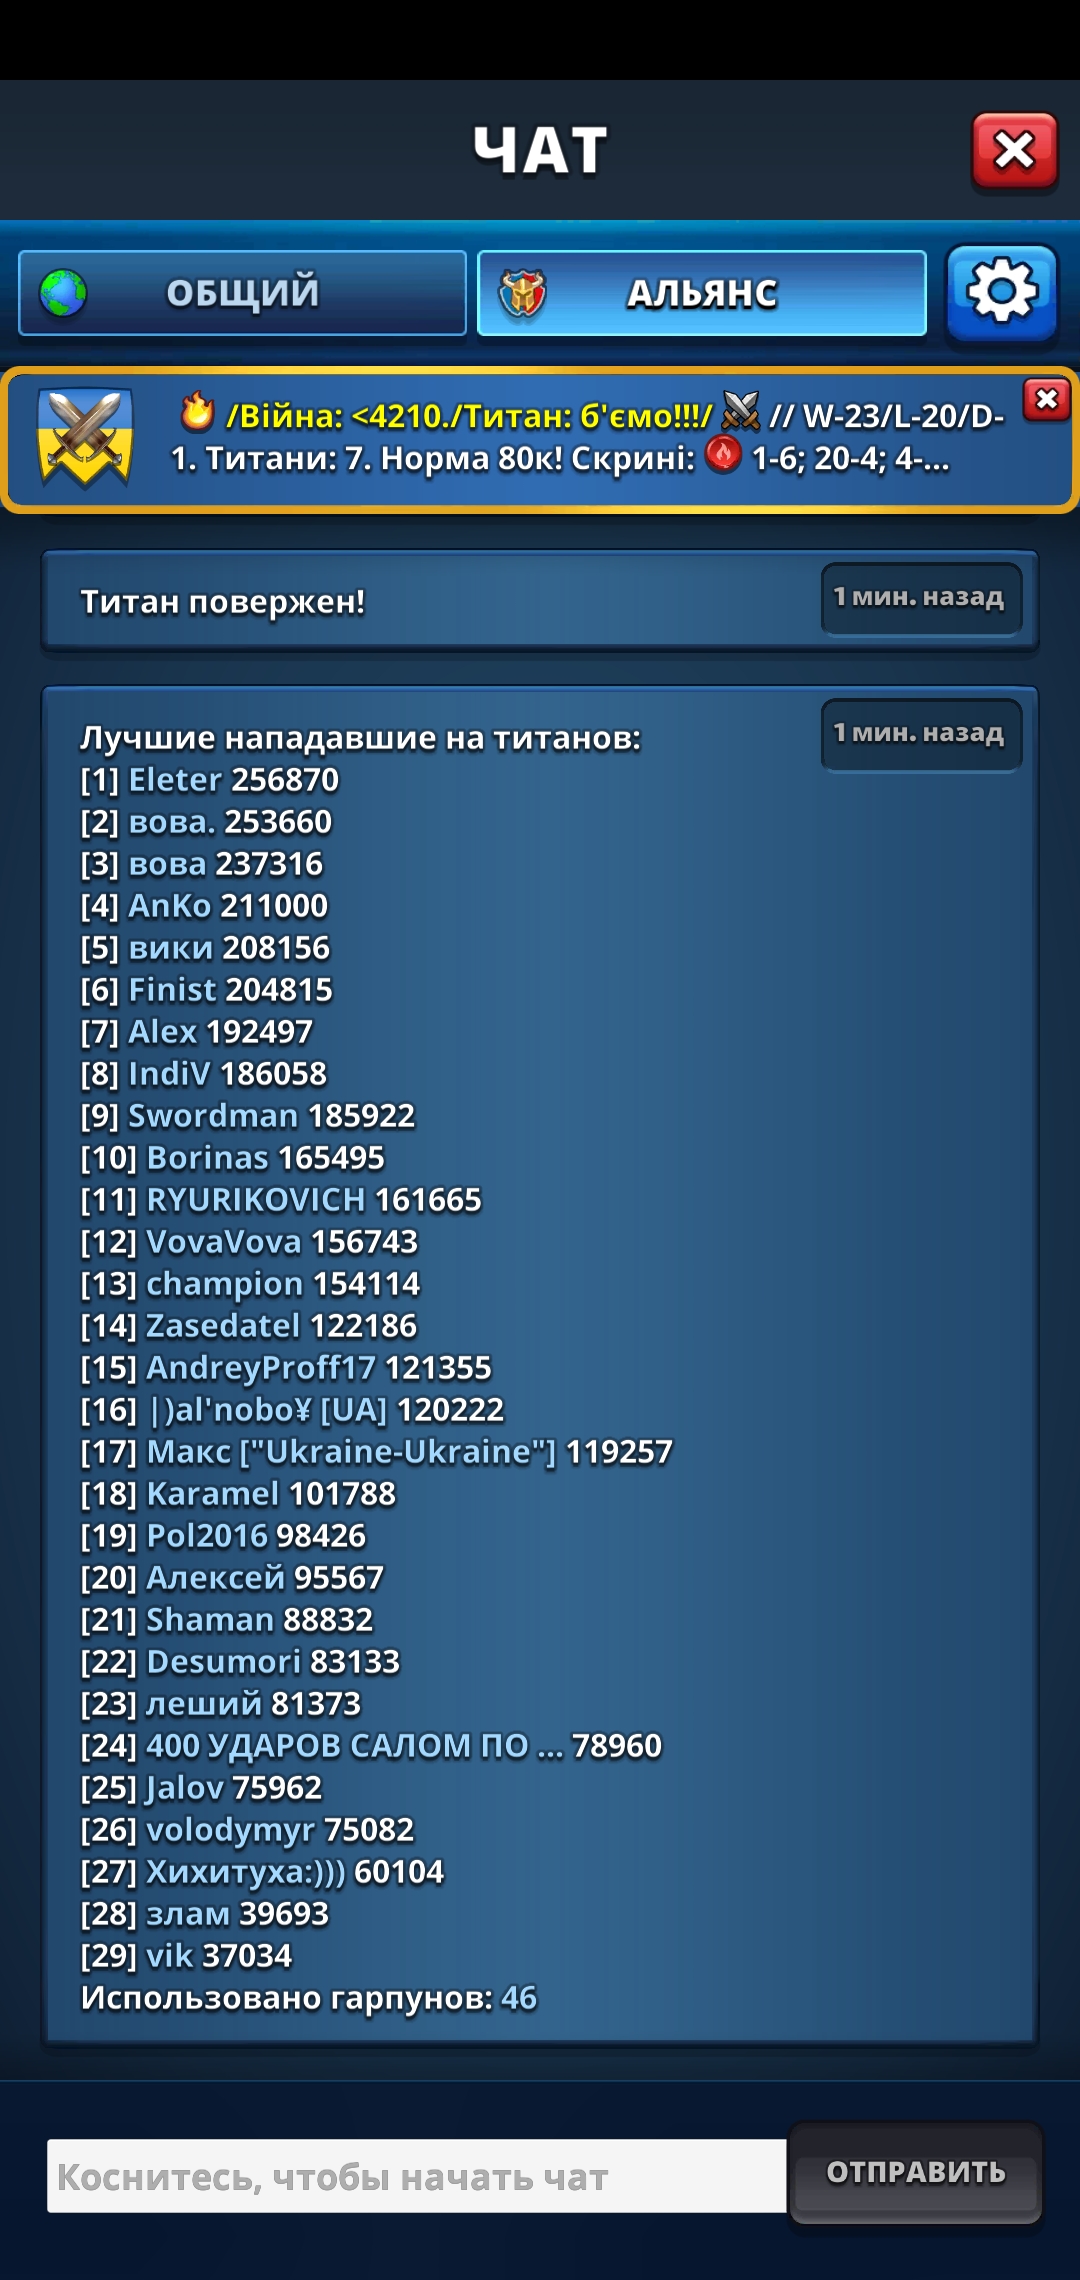 ЧАТ
ОБЩИЙ
АЛЬЯНС
/Війна: <4210./Титан: б'ємо!!!/ // W-23/L-20/D-
1. Титани: 7. Норма 80к! Скрині: 1-6; 20-4; 4-...
Титан повержен!
1 мин. назад
Лучшие нападавшие на титанов:
1 мин. назад
[1] Eleter 256870
[2] вова. 253660
[3] вова 237316
[4] AnKo 211000
[5] вики 208156
[6] Finist 204815
[7] Alex 192497
[8] IndiV 186058
[9] Swordman 185922
[10] Borinas 165495
[11] RYURIKOVICH 161665
[12] VovaVova 156743
[13] champion 154114
[14] Zasedatel 122186
[15] AndreyProff17 121355
[16] |)al'nobo¥ [UA] 120222
[17] Макс ["Ukraine-Ukraine"] 119257
[18] Karamel 101788
[19] Pol2016 98426
[20] Алексей 95567
[21] Shaman 88832
[22] Desumori 83133
[23] леший 81373
[24] 400 УДАРОВ САЛОМ ПО ... 78960
[25] Jalov 75962
[26] volodymyr 75082
[27] Хихитуха:))) 60104
[28] злам 39693
[29] vik 37034
Использовано гарпунов: 46
Коснитесь, чтобы начать чат
ОТПРАВИТЬ